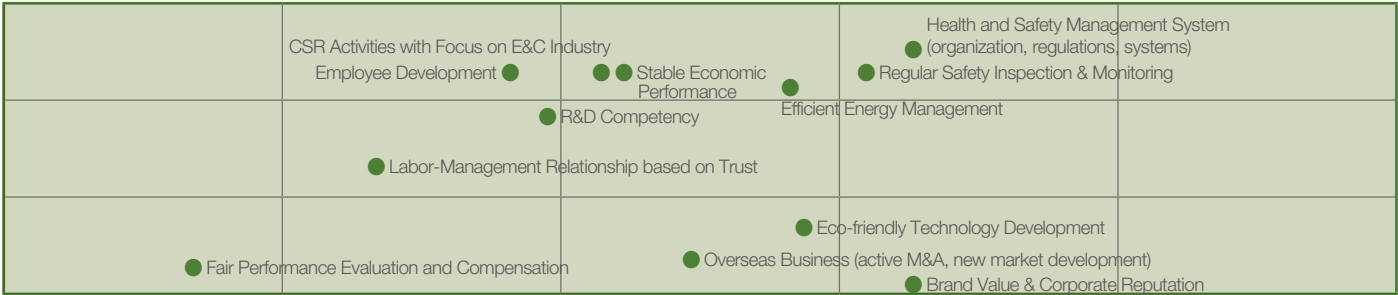 Health and Safety Management System
(organization, regulations, systems)
CSR Activities with Focus on E&C Industry
Employee Development
Stable Economic
Performance
Regular Safety Inspection & Monitoring
Efficient Energy Management
R&D Competency
Labor-Management Relationship based on Trust
Eco-friendly Technology Development
Overseas Business (active M&A, new market development)
Fair Performance Evaluation and Compensation
Brand Value & Corporate Reputation